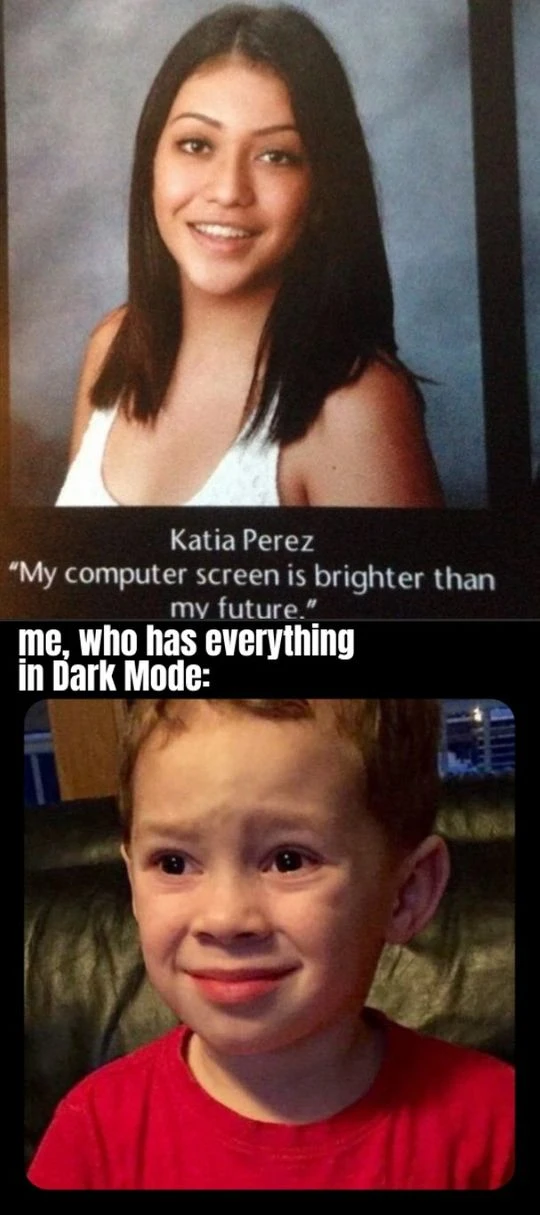 Katia Perez
“My computer screen is brighter than
my future.”
me, who has everything
in Dark Mode: